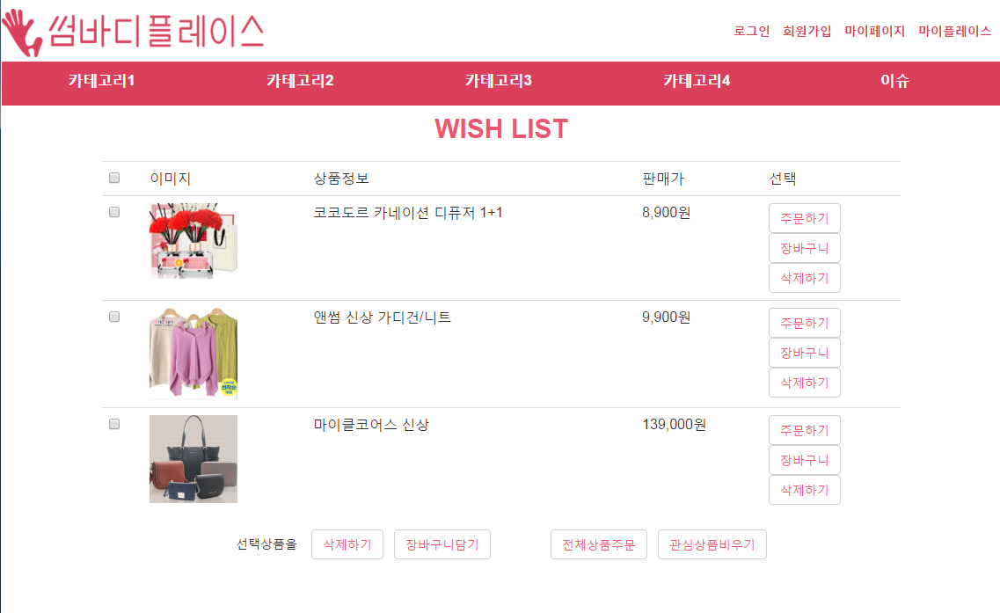 썸바디플레이스
로그인 회원가입 마이페이지 마이플레이스
카테고리1 카테고리2 카테고리3 카테고리4 이슈
WISH LIST
이미지 상품정보 판매가 선택
코코도르 카네이션 디퓨저 1+1 8,900원 주문하기
장바구니
삭제하기
앤썸 신상 가디건/니트 9,900원 주문하기
장바구니
삭제하기
마이클코어스 신상 139,000원 주문하기
장바구니
삭제하기
선택상품을 삭제하기 장바구니담기 전체상품주문 관심상품비우기